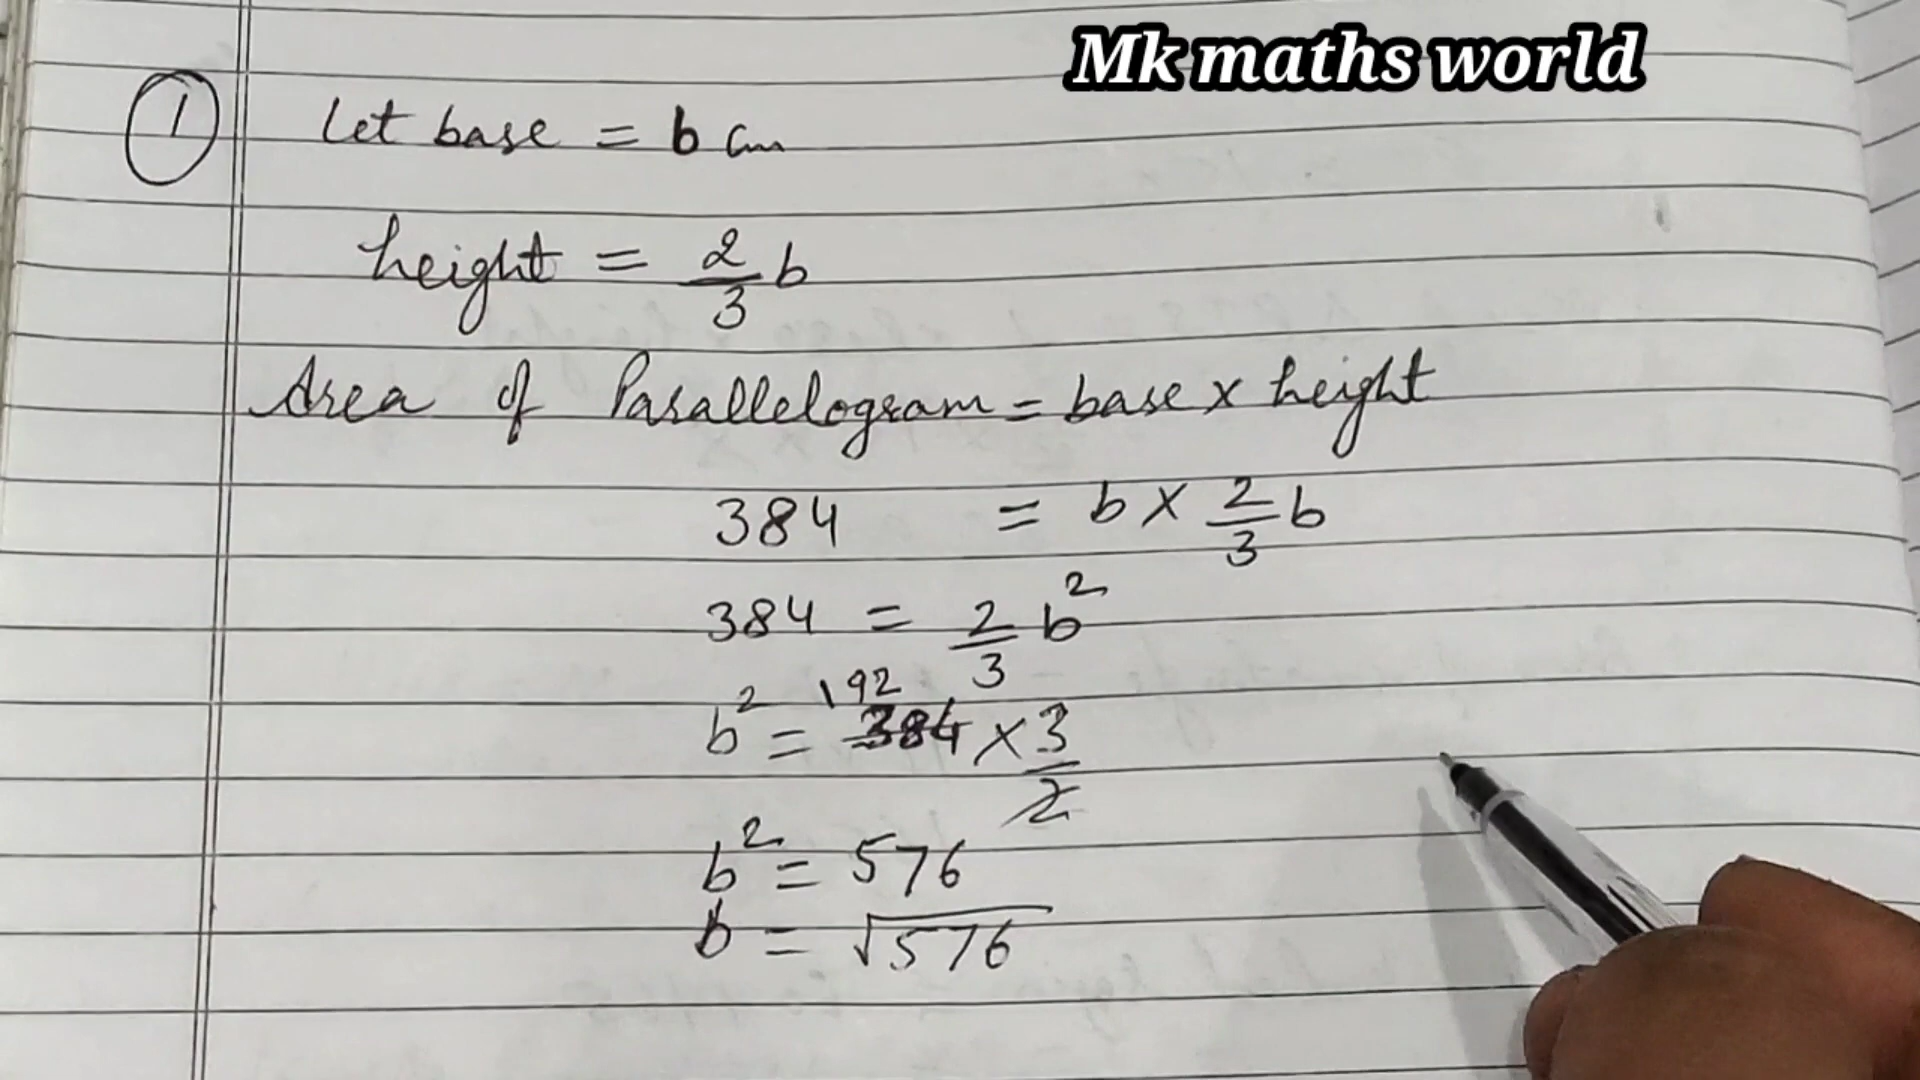 Mk maths world
1 Let base = b cm
height = 2/3 b
Area of Parallelogram = base x height
384 = b x 2/3 b
384 = 2/3 b²
192
b² = 384 x 3/2
b² = 576
b = √576